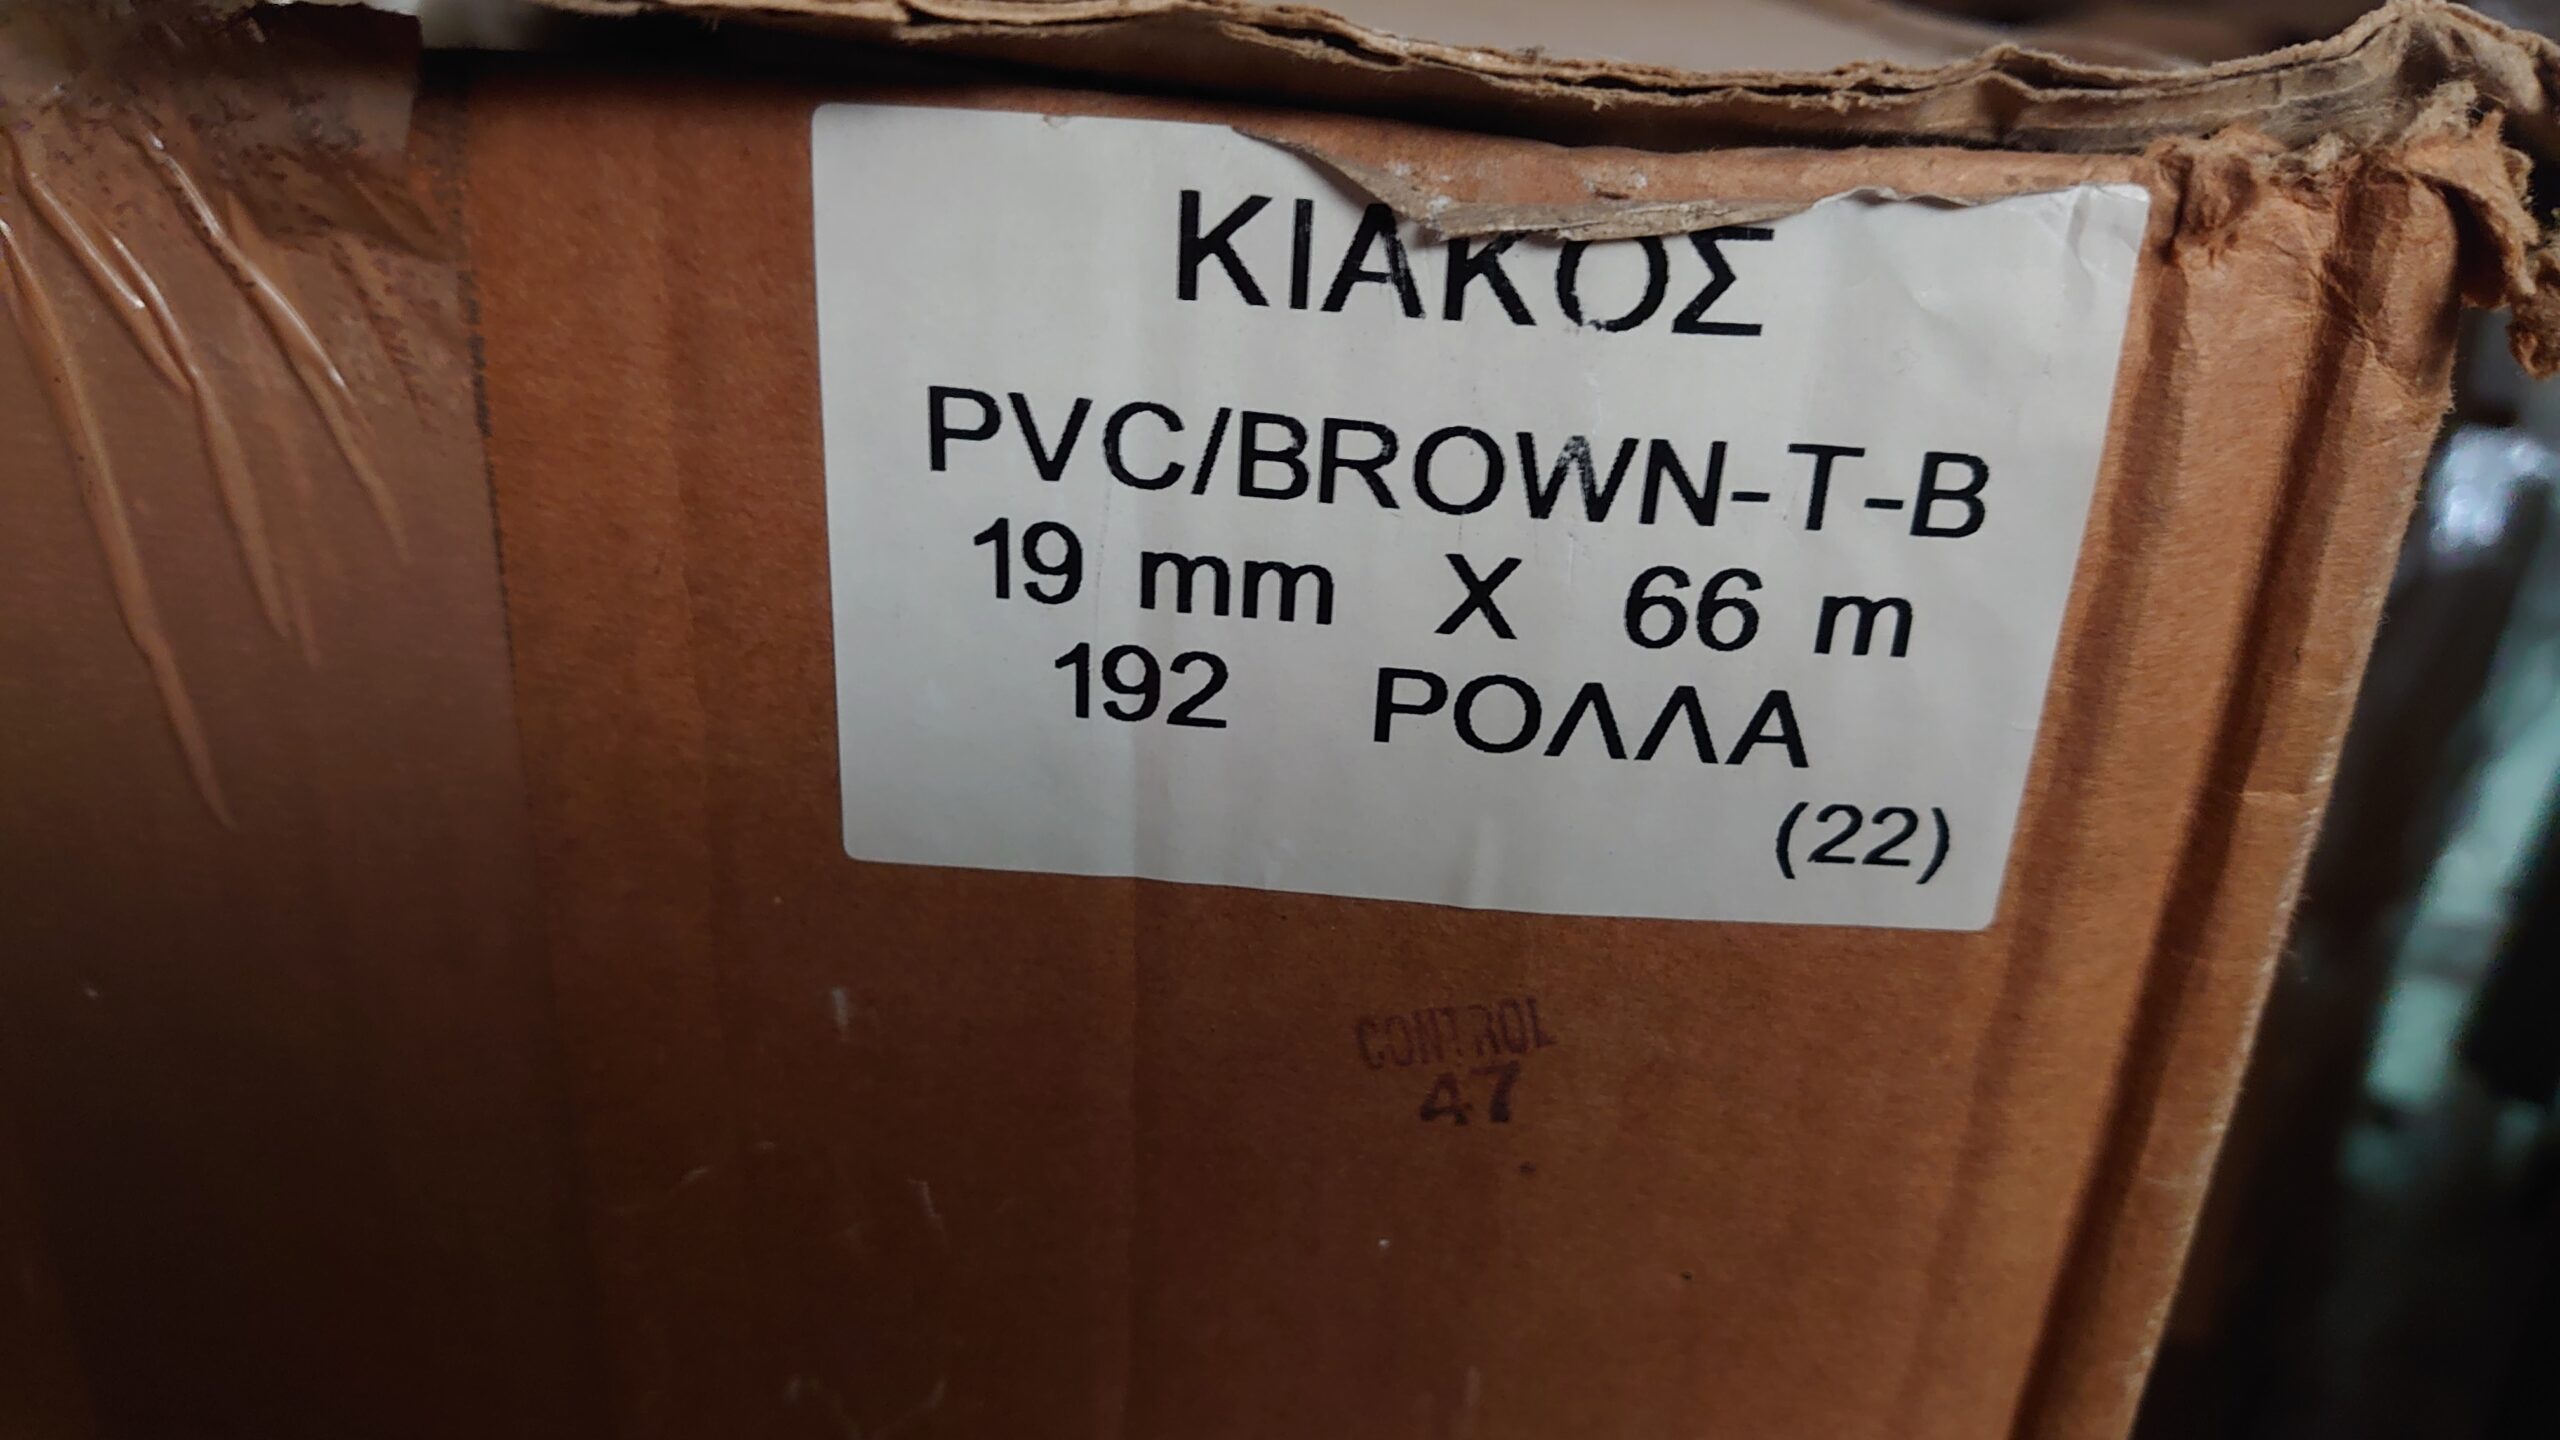 ΚΙΑΚΟΣ
PVC/BROWN-T-B
19 mm X 66 m
192 ΡΟΛΛΑ
(22)
CONTROL
47